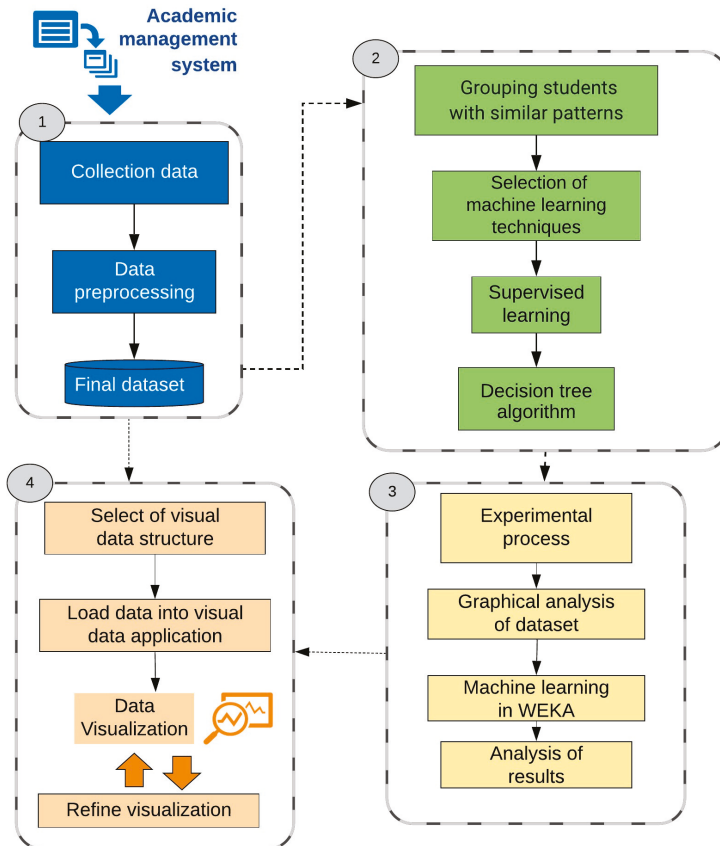 Academic
management
system
1
Collection data
Data
preprocessing
Final dataset
2
Grouping students
with similar patterns
Selection of
machine learning
techniques
Supervised
learning
Decision tree
algorithm
3
Experimental
process
Graphical analysis
of dataset
Machine learning
in WEKA
Analysis of
results
4
Select of visual
data structure
Load data into visual
data application
Data
Visualization
Refine visualization